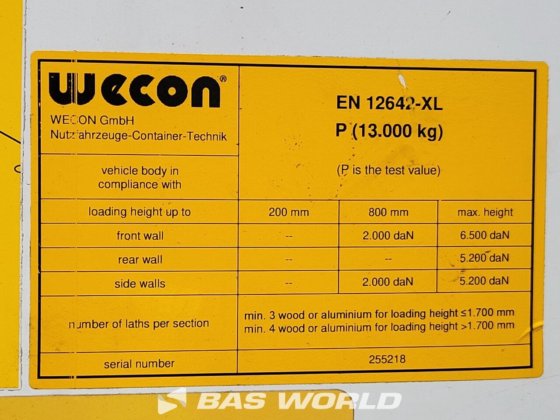 wecon®
WECON GmbH
Nutzfahrzeuge-Container-Technik
EN 12642-XL
P (13.000 kg)
vehicle body in
compliance with
(P is the test value)
loading height up to 200 mm 800 mm max. height
front wall -- 2.000 daN 6.500 daN
rear wall -- -- 5.200 daN
side walls -- 2.000 daN 5.200 daN
number of laths per section
min. 3 wood or aluminium for loading height ≤1.700 mm
min. 4 wood or aluminium for loading height >1.700 mm
serial number 255218
BAS WORLD